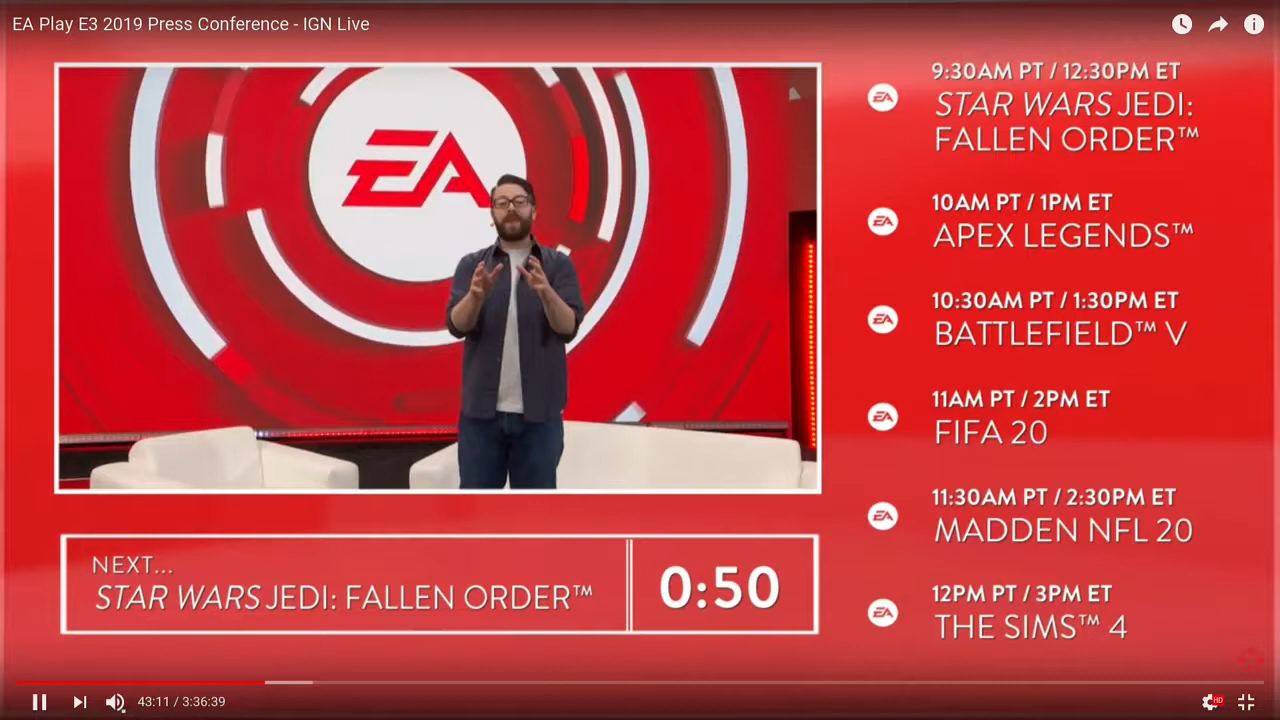 EA Play E3 2019 Press Conference - IGN Live
EA
9:30AM PT / 12:30PM ET
EA
STAR WARS JEDI:
FALLEN ORDER™
10AM PT / 1PM ET
EA
APEX LEGENDS™
10:30AM PT / 1:30PM ET
EA
BATTLEFIELD™ V
11AM PT / 2PM ET
EA
FIFA 20
11:30AM PT / 2:30PM ET
EA
MADDEN NFL 20
12PM PT / 3PM ET
EA
THE SIMS™ 4
NEXT...
STAR WARS JEDI: FALLEN ORDER™
0:50
43:11 / 3:36:39
HD